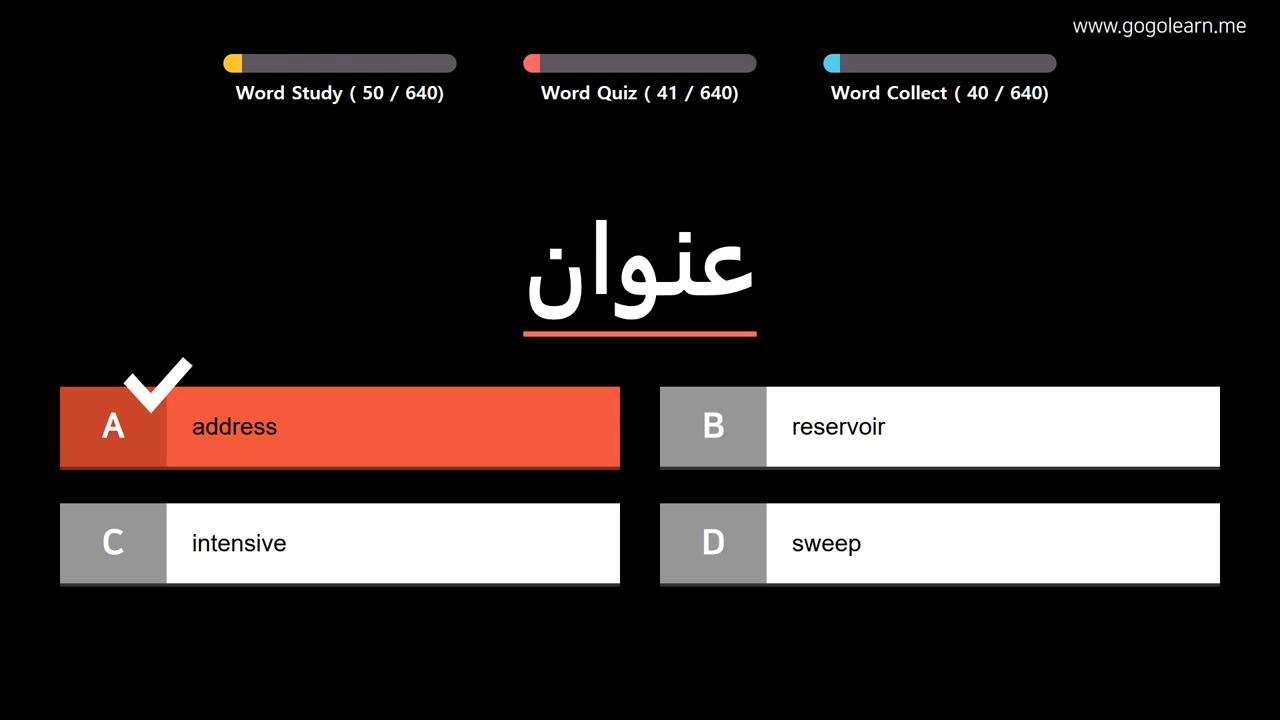 www.gogolearn.me
Word Study ( 50 / 640)
Word Quiz ( 41 / 640)
Word Collect ( 40 / 640)
عنوان
A address
B reservoir
C intensive
D sweep